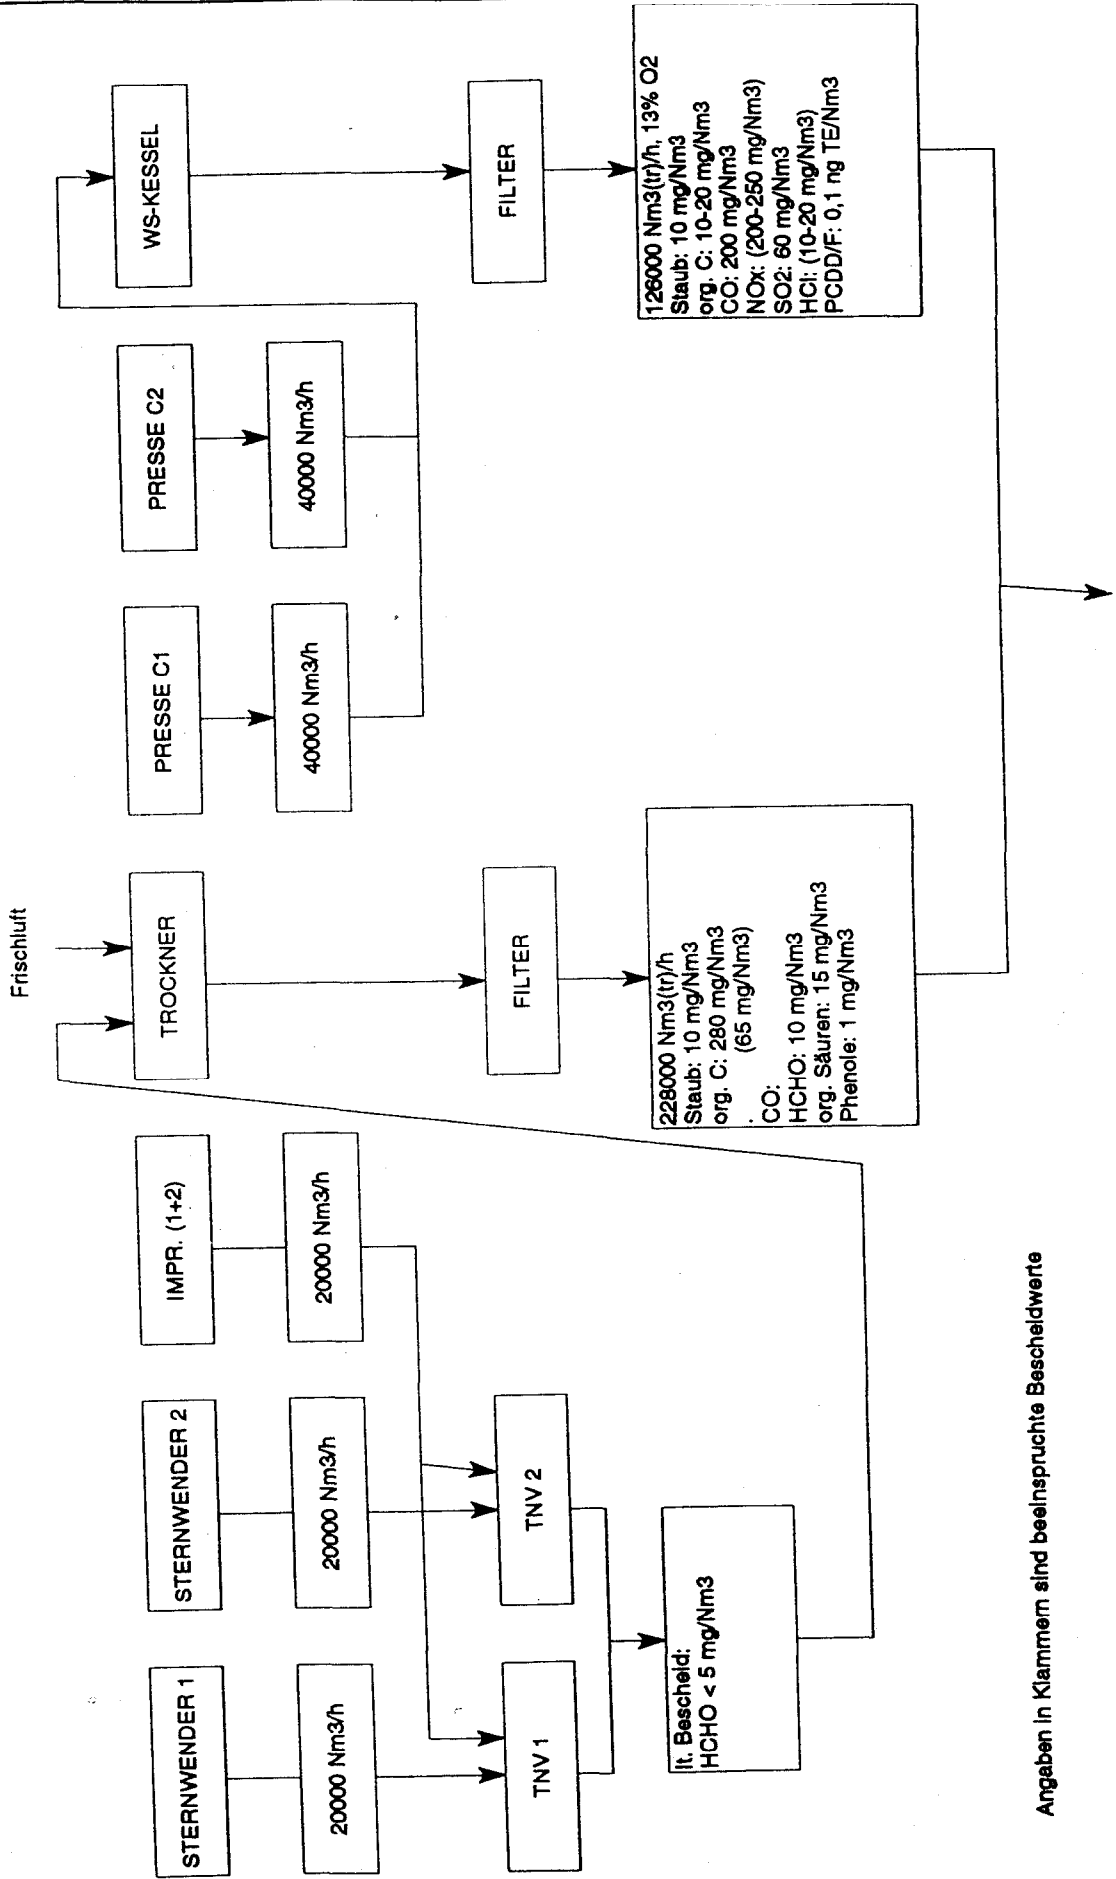 Frischluft
STERNWENDER 1
STERNWENDER 2
IMPR. (1+2)
TROCKNER
PRESSE C1
PRESSE C2
WS-KESSEL
20000 Nm3/h
20000 Nm3/h
20000 Nm3/h
40000 Nm3/h
40000 Nm3/h
TNV 1
TNV 2
FILTER
FILTER
lt. Bescheid:
HCHO < 5 mg/Nm3
228000 Nm3(tr)/h
Staub: 10 mg/Nm3
org. C: 280 mg/Nm3
(65 mg/Nm3)
CO:
HCHO: 10 mg/Nm3
org. Säuren: 15 mg/Nm3
Phenole: 1 mg/Nm3
126000 Nm3(tr)/h, 13% O2
Staub: 10 mg/Nm3
org. C: 10-20 mg/Nm3
CO: 200 mg/Nm3
NOx: (200-250 mg/Nm3)
SO2: 60 mg/Nm3
HCl: (10-20 mg/Nm3)
PCDD/F: 0,1 ng TE/Nm3
Angaben in Klammern sind beeinspruchte Bescheidwerte